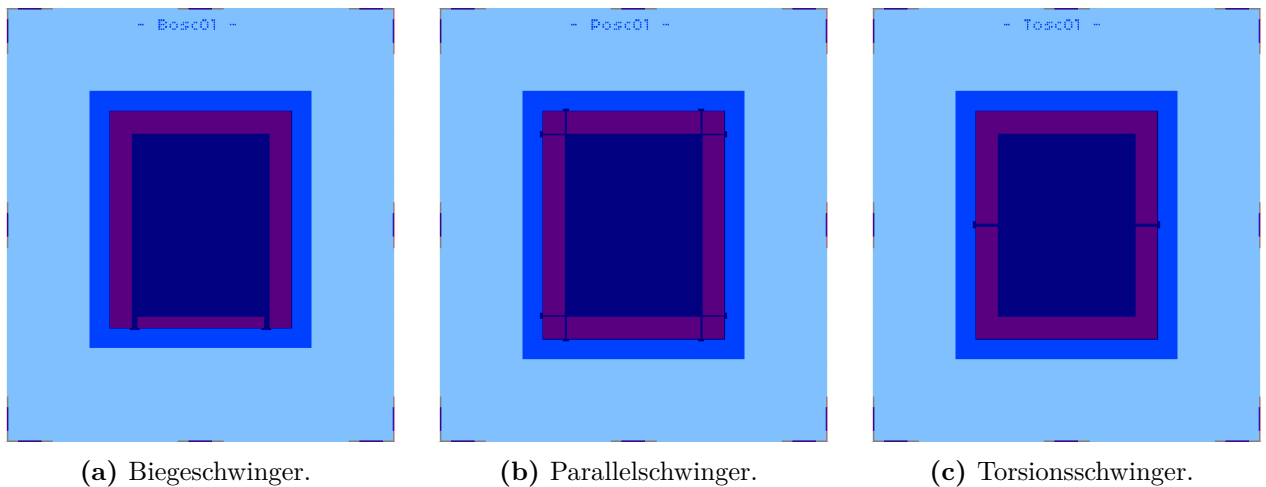 - Bosc01 -
- Posc01 -
- Tosc01 -
(a) Biegeschwinger.
(b) Parallelschwinger.
(c) Torsionsschwinger.